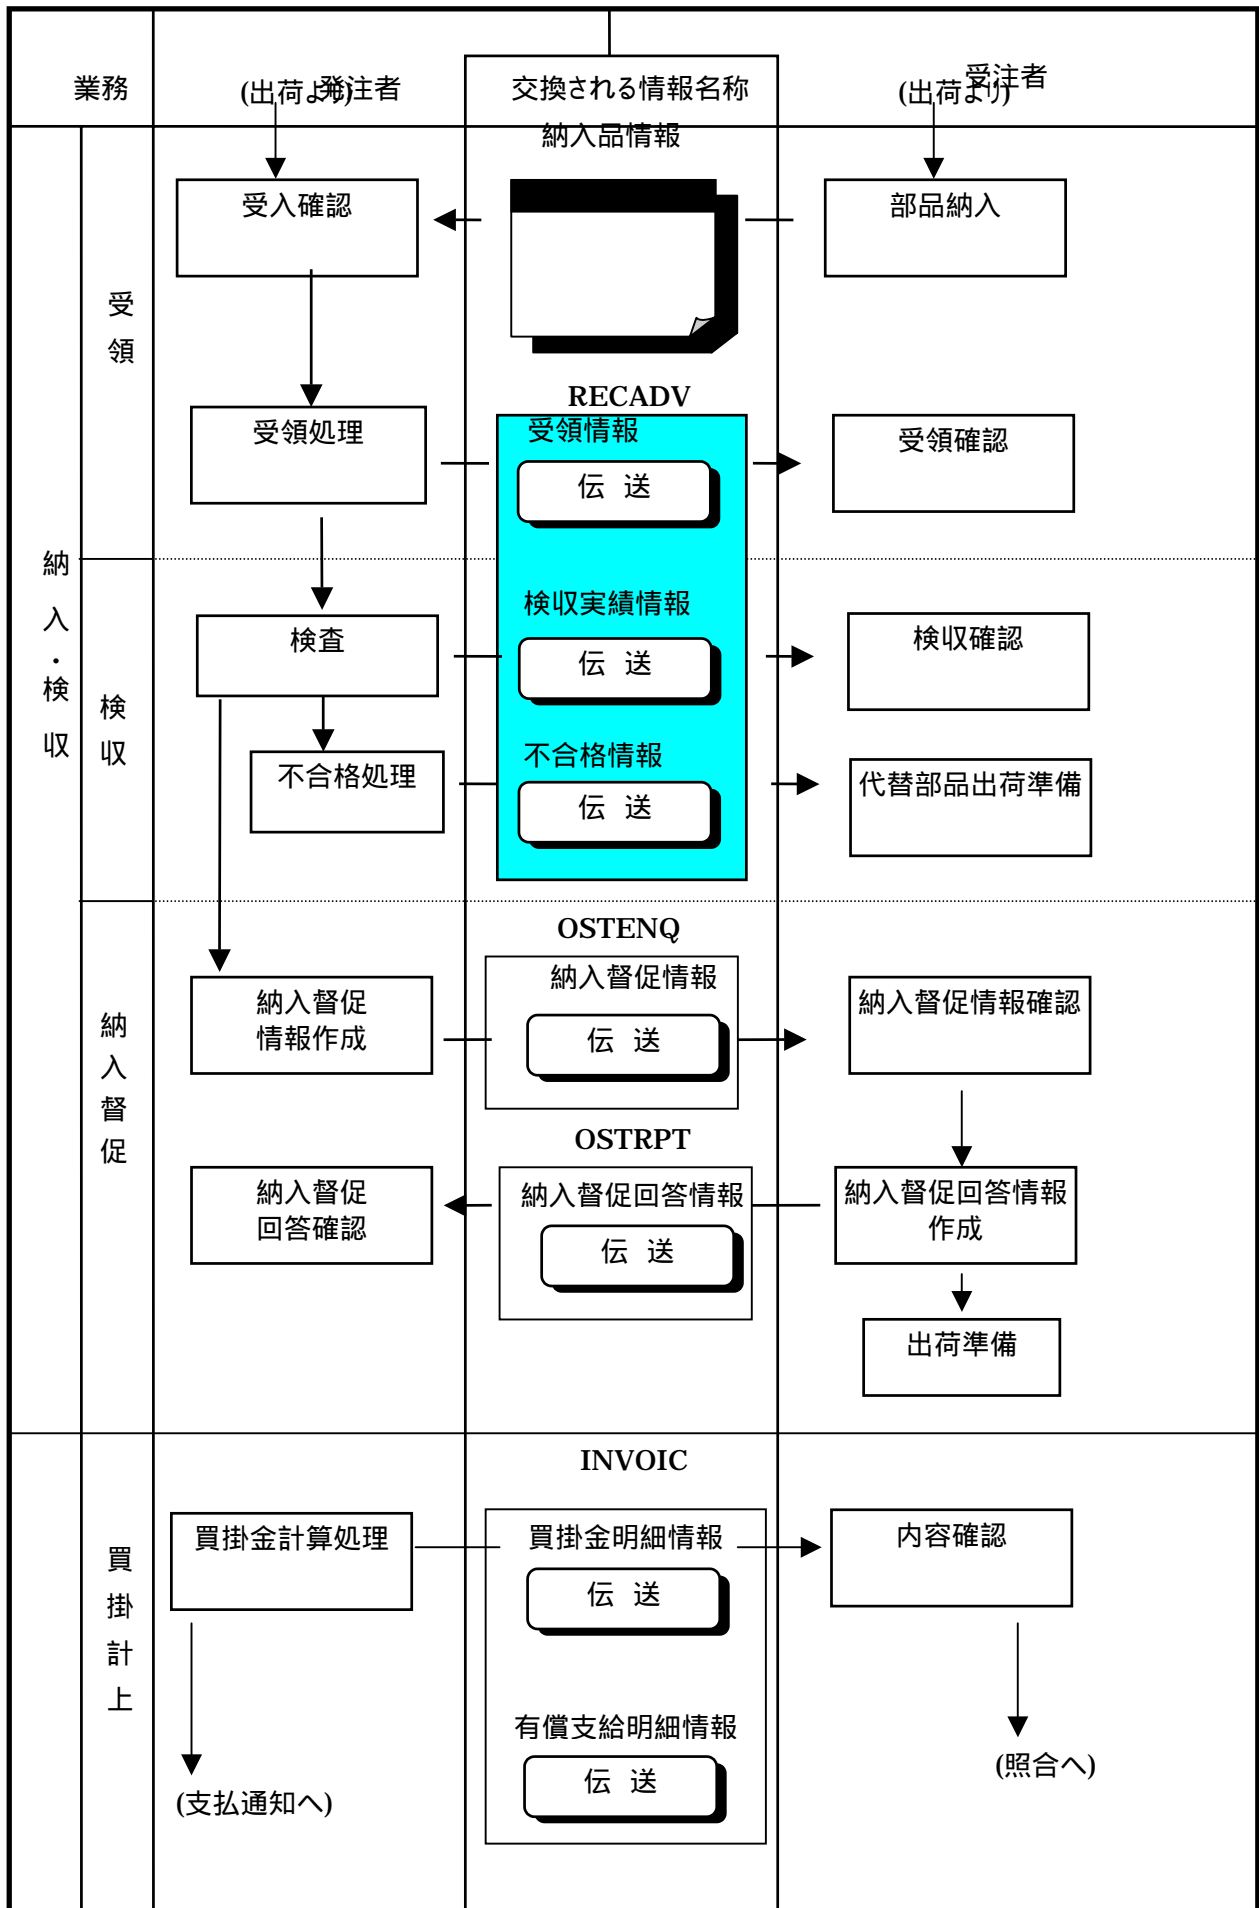 業務
(出荷より)
発注者
交換される情報名称
受注者
(出荷より)
納入品情報
受入確認
部品納入
受
領
RECADV
受領処理
受領情報
伝 送
受領確認
納
入
・
検
収
検
収
検査
検収実績情報
伝 送
検収確認
不合格処理
不合格情報
伝 送
代替部品出荷準備
納
入
督
促
OSTENQ
納入督促
情報作成
納入督促情報
伝 送
納入督促情報確認
OSTRPT
納入督促
回答確認
納入督促回答情報
伝 送
納入督促回答情報
作成
出荷準備
買
掛
計
上
INVOIC
買掛金計算処理
買掛金明細情報
伝 送
内容確認
有償支給明細情報
伝 送
(支払通知へ)
(照合へ)